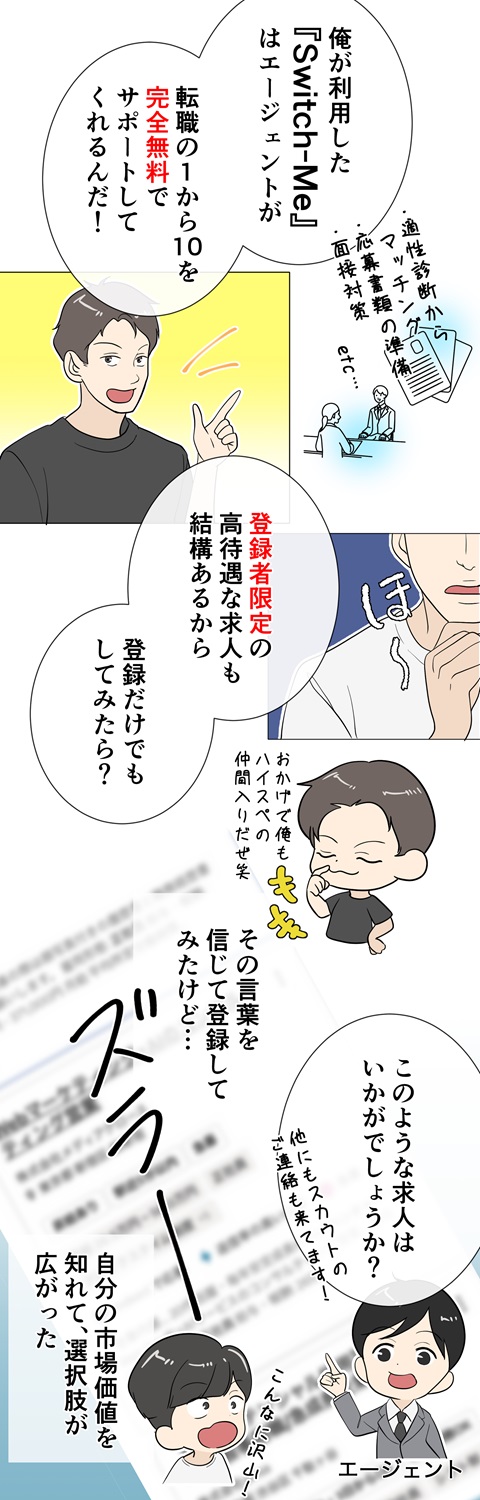 俺が利用した
『Switch-Me』
はエージェントが
転職の1から10を
完全無料で
サポートして
くれるんだ！
・適性診断から
マッチング
・応募書類の準備
・面接対策
etc…
登録者限定の
高待遇な求人も
結構あるから
登録だけでも
してみたら？
ほう
おかげで俺も
ハイスペの
仲間入りだぜ笑
その言葉を
信じて登録して
みたけど…
ズラー
このような求人は
いかがでしょうか？
他にもスカウトの
ご連絡も来てます！
自分の市場価値を
知れて、選択肢が
広がった
こんなに沢山！
エージェント